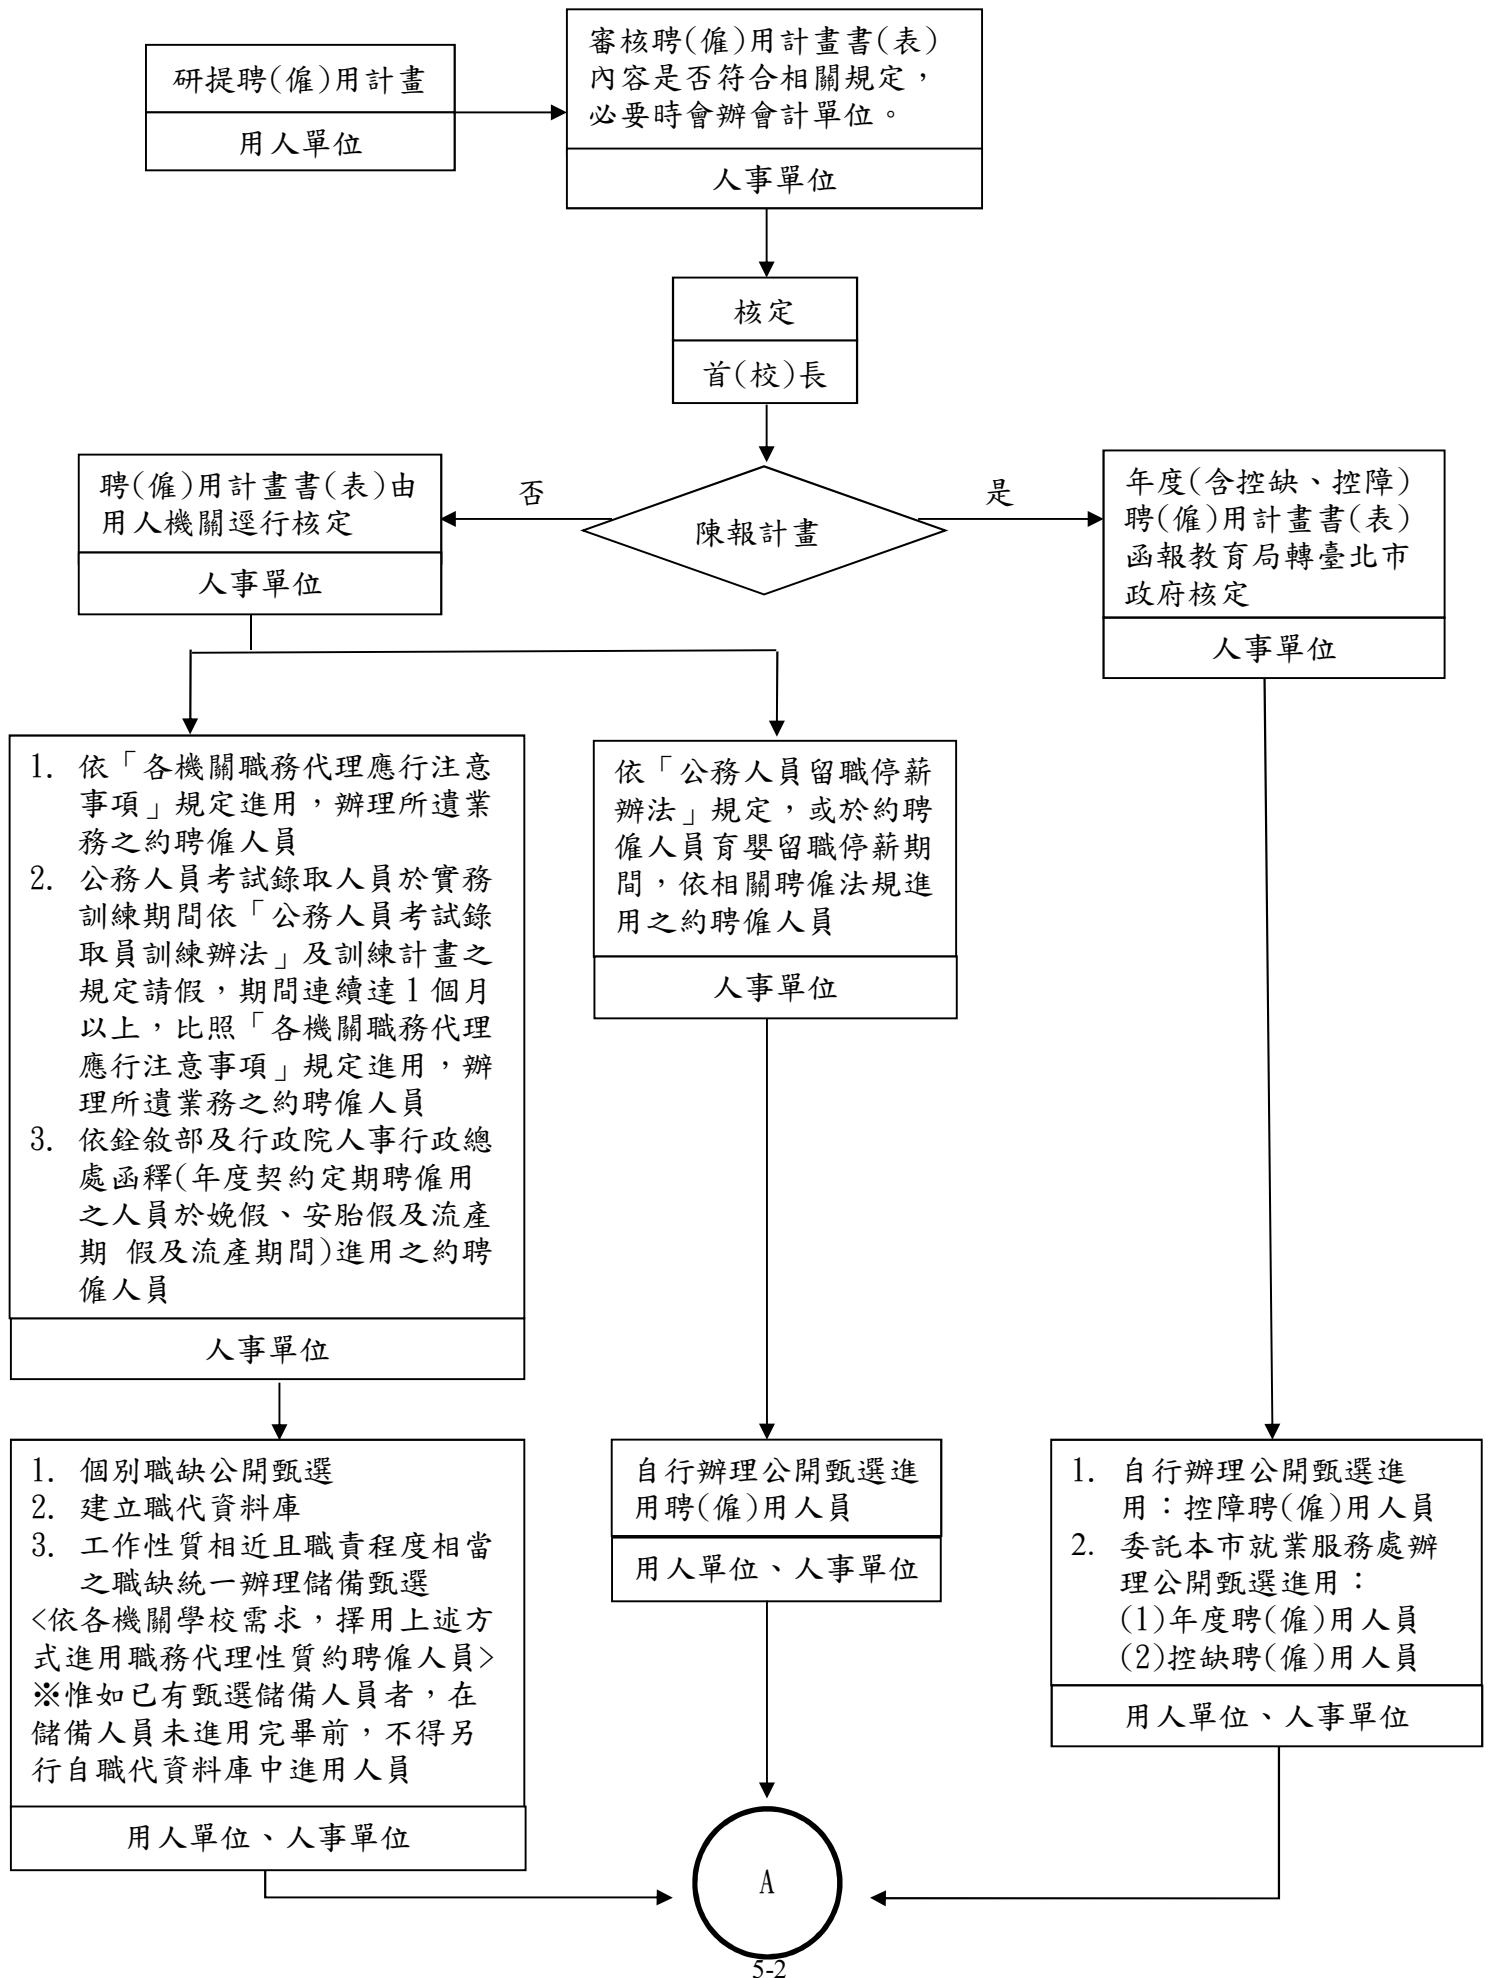 研提聘(僱)用計畫
用人單位
審核聘(僱)用計畫書(表)
內容是否符合相關規定，
必要時會辦會計單位。
人事單位
核定
首(校)長
陳報計畫
否
是
聘(僱)用計畫書(表)由
用人機關逕行核定
人事單位
年度(含控缺、控障)
聘(僱)用計畫書(表)
函報教育局轉臺北市
政府核定
人事單位
1. 依「各機關職務代理應行注意
事項」規定進用，辦理所遺業
務之約聘僱人員
2. 公務人員考試錄取人員於實務
訓練期間依「公務人員考試錄
取員訓練辦法」及訓練計畫之
規定請假，期間連續達1個月
以上，比照「各機關職務代理
應行注意事項」規定進用，辦
理所遺業務之約聘僱人員
3. 依銓敘部及行政院人事行政總
處函釋(年度契約定期聘僱用
之人員於娩假、安胎假及流產
期 假及流產期間)進用之約聘
僱人員
人事單位
依「公務人員留職停薪
辦法」規定，或於約聘
僱人員育嬰留職停薪期
間，依相關聘僱法規進
用之約聘僱人員
人事單位
1. 個別職缺公開甄選
2. 建立職代資料庫
3. 工作性質相近且職責程度相當
之職缺統一辦理儲備甄選
<依各機關學校需求，擇用上述方
式進用職務代理性質約聘僱人員>
※惟如已有甄選儲備人員者，在
儲備人員未進用完畢前，不得另
行自職代資料庫中進用人員
用人單位、人事單位
自行辦理公開甄選進
用聘(僱)用人員
用人單位、人事單位
1. 自行辦理公開甄選進
用：控障聘(僱)用人員
2. 委託本市就業服務處辦
理公開甄選進用：
(1)年度聘(僱)用人員
(2)控缺聘(僱)用人員
用人單位、人事單位
A
5-2